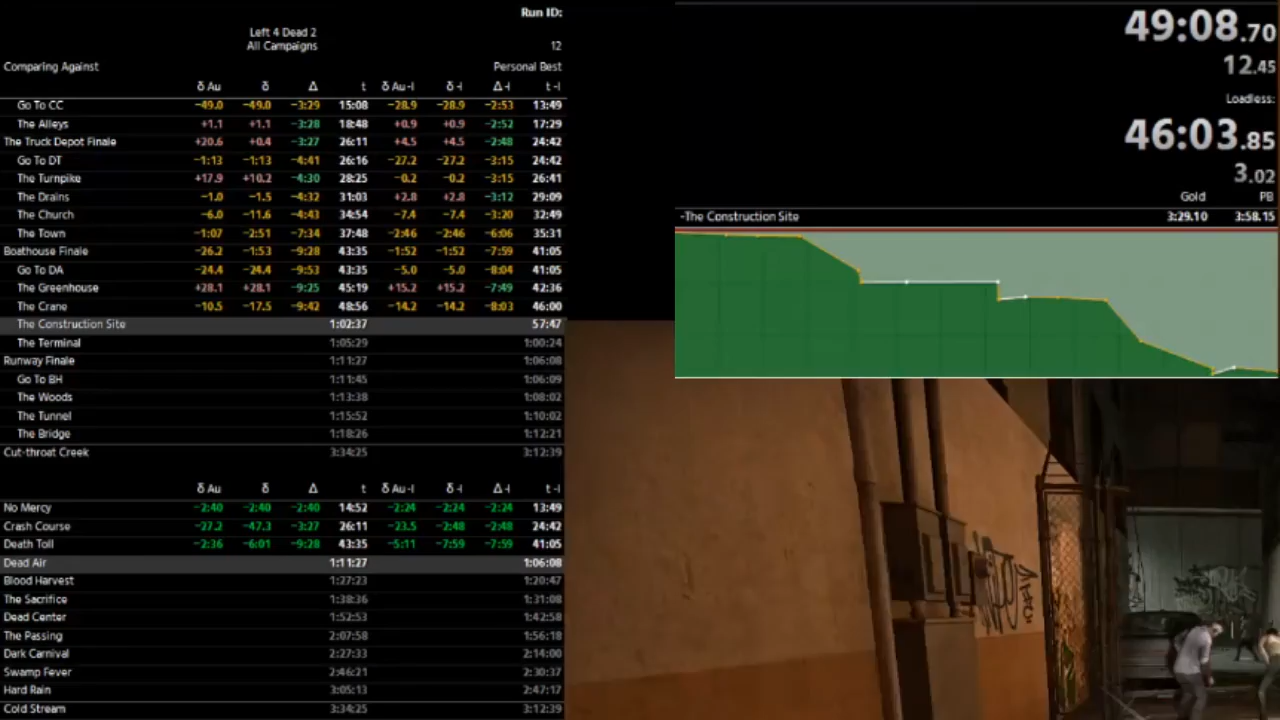 Run ID:
Left 4 Dead 2
All Campaigns 12
Comparing Against Personal Best
δ Au δ Δ t δ Au-l δ -l Δ -l t -l
Go To CC −49.0 −49.0 −3:29 15:08 −28.9 −28.9 −2:53 13:49
The Alleys +1.1 +1.1 −3:28 18:48 +0.9 +0.9 −2:52 17:29
The Truck Depot Finale +20.6 +0.4 −3:27 26:11 +4.5 +4.5 −2:48 24:42
Go To DT −1:13 −1:13 −4:41 26:16 −27.2 −27.2 −3:15 24:42
The Turnpike +17.9 +10.2 −4:30 28:25 −0.2 −0.2 −3:15 26:41
The Drains −1.0 −1.5 −4:32 31:03 +2.8 +2.8 −3:12 29:09
The Church −6.0 −11.6 −4:43 34:54 −7.4 −7.4 −3:20 32:49
The Town −1:07 −2:51 −7:34 37:48 −2:46 −2:46 −6:06 35:31
Boathouse Finale −26.2 −1:53 −9:28 43:35 −1:52 −1:52 −7:59 41:05
Go To DA −24.4 −24.4 −9:53 43:35 −5.0 −5.0 −8:04 41:05
The Greenhouse +28.1 +28.1 −9:25 45:19 +15.2 +15.2 −7:49 42:36
The Crane −10.5 −17.5 −9:42 48:56 −14.2 −14.2 −8:03 46:00
The Construction Site 1:02:37 57:47
The Terminal 1:05:29 1:00:24
Runway Finale 1:11:27 1:06:08
Go To BH 1:11:45 1:06:09
The Woods 1:13:38 1:08:02
The Tunnel 1:15:52 1:10:02
The Bridge 1:18:26 1:12:21
Cut-throat Creek 3:34:25 3:12:39
δ Au δ Δ t δ Au-l δ -l Δ -l t -l
No Mercy −2:40 −2:40 −2:40 14:52 −2:24 −2:24 −2:24 13:49
Crash Course −27.2 −47.3 −3:27 26:11 −23.5 −2:48 −2:48 24:42
Death Toll −2:36 −6:01 −9:28 43:35 −5:11 −7:59 −7:59 41:05
Dead Air 1:11:27 1:06:08
Blood Harvest 1:27:23 1:20:47
The Sacrifice 1:38:36 1:31:08
Dead Center 1:52:53 1:42:58
The Passing 2:07:58 1:56:18
Dark Carnival 2:27:33 2:14:00
Swamp Fever 2:46:21 2:30:37
Hard Rain 3:05:13 2:47:17
Cold Stream 3:34:25 3:12:39
49:08.70
12.45
Loadless:
46:03.85
3.02
Gold PB
-The Construction Site 3:29.10 3:58.15